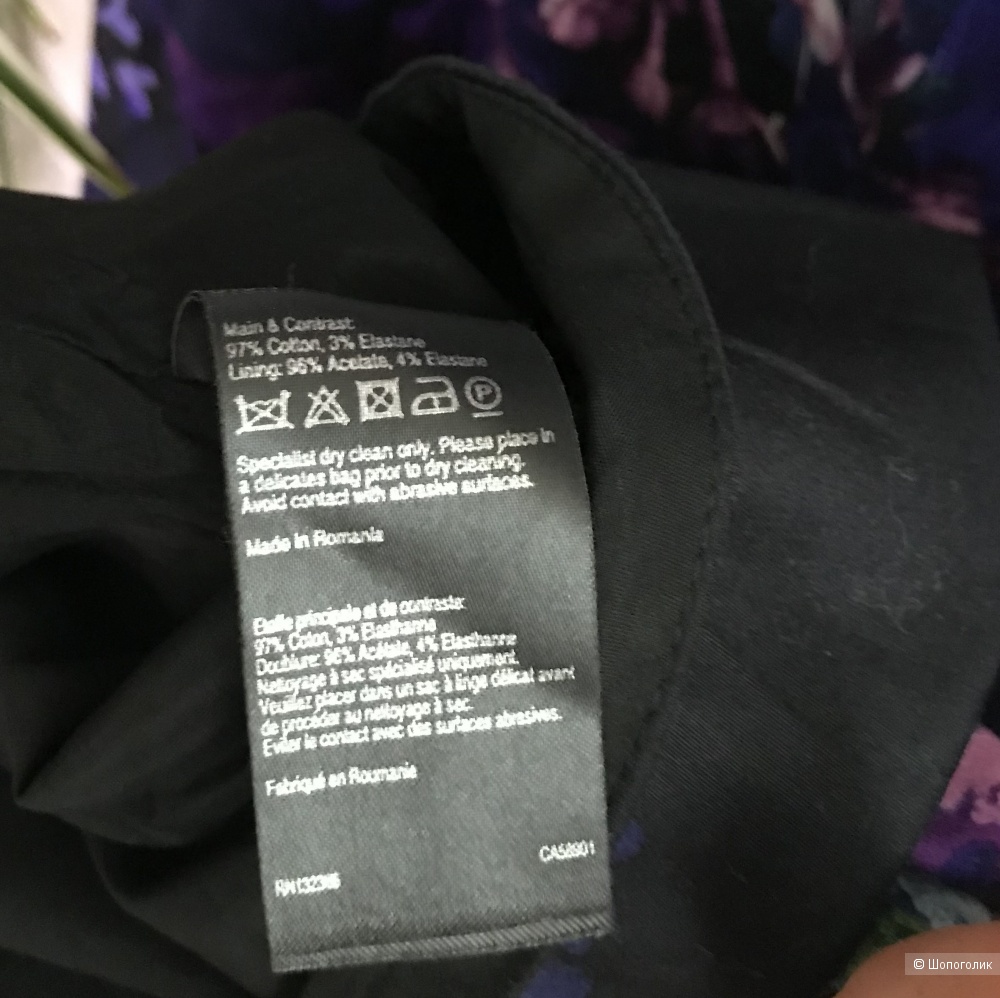 Main & Contrast:
97% Cotton, 3% Elastane
Lining: 96% Acetate, 4% Elastane
P
Specialist dry clean only. Please place in
a delicates bag prior to dry cleaning.
Avoid contact with abrasive surfaces.
Made in Romania
Etoffe principale et de contraste:
97% Coton, 3% Elasthanne
Doublure: 96% Acétate, 4% Elasthanne
Nettoyage à sec spécialisé uniquement.
Veuillez placer dans un sac à linge délicat avant
de procéder au nettoyage à sec.
Eviter le contact avec des surfaces abrasives.
Fabriqué en Roumanie
CA58901
© Шопоголик